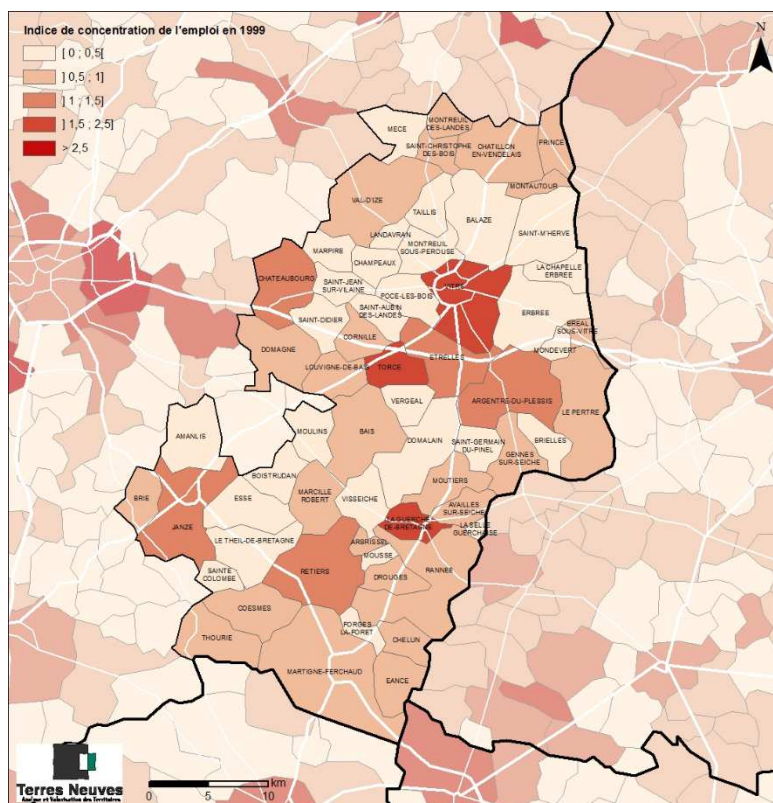 Indice de concentration de l'emploi en 1999
[ 0 ; 0,5[
] 0,5 ; 1]
] 1 ; 1,5]
] 1,5 ; 2,5]
> 2,5
N
MECE
MONTREUIL
DES-LANDES
SAINT-CHRISTOPHE
DES-BOIS
CHATILLON
EN-VENDELAIS
PRINCE
MONTAUTOUR
VAL-D'IZE
TAILLIS
BALAZE
SAINT-M'HERVE
LANDAVRAN
MARPIRE
MONTREUIL
SOUS-PEROUSE
CHAMPEAUX
LA CHAPELLE
ERBREE
CHATEAUBOURG
SAINT-JEAN
SUR-VILAINE
POCE-LES-BOIS
VITRE
SAINT-AUBIN
DES-LANDES
ERBREE
SAINT-DIDIER
BREAL
SOUS-VITRE
CORNILLE
MONDEVERT
DOMAGNE
ETRELLES
LOUVIGNE-DE-BAIS
TORCE
ARGENTRE-DU-PLESSIS
VERGEAL
LE PERTRE
AMANLIS
MOULINS
BAIS
DOMALAIN
SAINT-GERMAIN
DU-PINEL
BRIELLES
GENNES
SUR-SEICHE
BOISTRUDAN
MOUTIERS
BRIE
ESSE
MARCILLE
ROBERT
VISSEICHE
AVAILLES
SUR-SEICHE
JANZE
LA GUERCHE
DE-BRETAGNE
LA SELLE
GUERCHAISE
LE THEIL-DE-BRETAGNE
ARBRISSEL
MOUSSE
SAINTE
COLOMBE
RETIERS
RANNEE
DROUGES
COESMES
FORGES
LA-FORET
THOURIE
CHELUN
MARTIGNE-FERCHAUD
EANCE
Terres Neuves
Analyse et Valorisation des Territoires
km
0 5 10